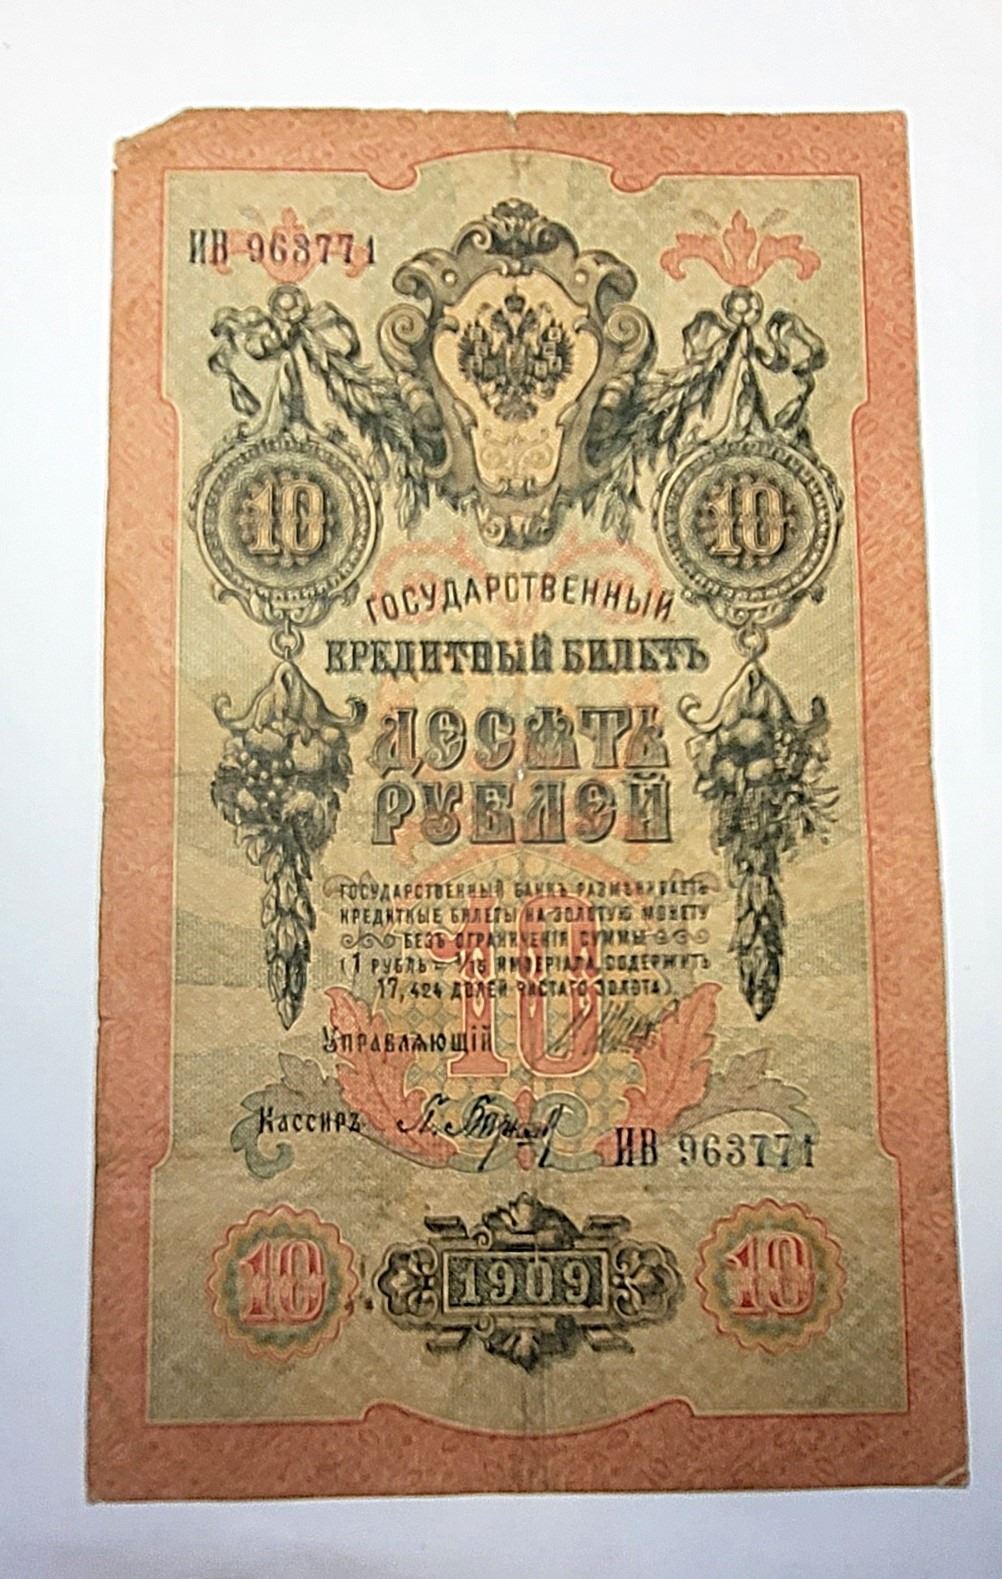 ИВ 963771
10 10
ГОСУДАРСТВЕННЫЙ
КРЕДИТНЫЙ БИЛЕТЪ
ДЕСЯТЬ
РУБЛЕЙ
ГОСУДАРСТВЕННЫЙ БАНКЪ РАЗМѢНИВАЕТЪ
КРЕДИТНЫЕ БИЛЕТЫ НА ЗОЛОТУЮ МОНЕТУ
БЕЗЪ ОГРАНИЧЕНІЯ СУММЫ
(1 РУБЛЬ = 1/15 ИМПЕРІАЛА, СОДЕРЖИТЪ
17,424 ДОЛЕЙ ЧИСТАГО ЗОЛОТА).
10
УПРАВЛЯЮЩІЙ
КАССИРЪ
ИВ 963771
10 1909 10